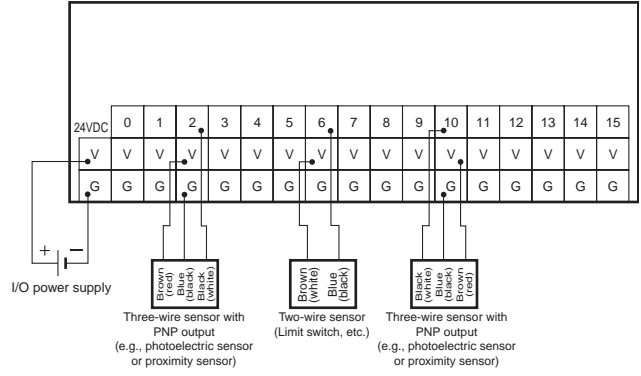 24VDC 0 1 2 3 4 5 6 7 8 9 10 11 12 13 14 15
V V V V V V V V V V V V V V V V V
G G G G G G G G G G G G G G G G G
+ −
I/O power supply
Brown
(red)
Blue
(black)
Black
(white)
Three-wire sensor with
PNP output
(e.g., photoelectric sensor
or proximity sensor)
Brown
(white)
Blue
(black)
Two-wire sensor
(Limit switch, etc.)
Black
(white)
Blue
(black)
Brown
(red)
Three-wire sensor with
PNP output
(e.g., photoelectric sensor
or proximity sensor)